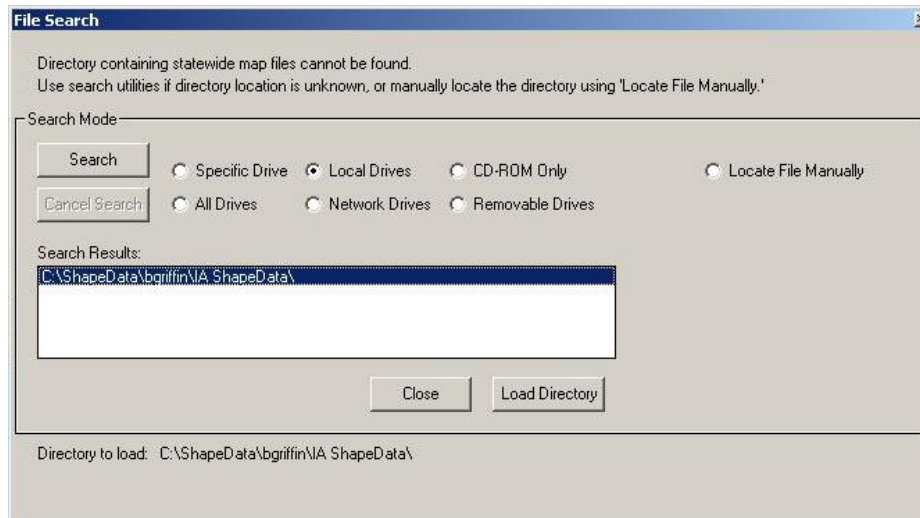 File Search
Directory containing statewide map files cannot be found.
Use search utilities if directory location is unknown, or manually locate the directory using 'Locate File Manually.'
Search Mode
Search
Specific Drive
Local Drives
CD-ROM Only
Locate File Manually
Cancel Search
All Drives
Network Drives
Removable Drives
Search Results:
C:\ShapeData\bgriffin\IA ShapeData\
Close
Load Directory
Directory to load: C:\ShapeData\bgriffin\IA ShapeData\